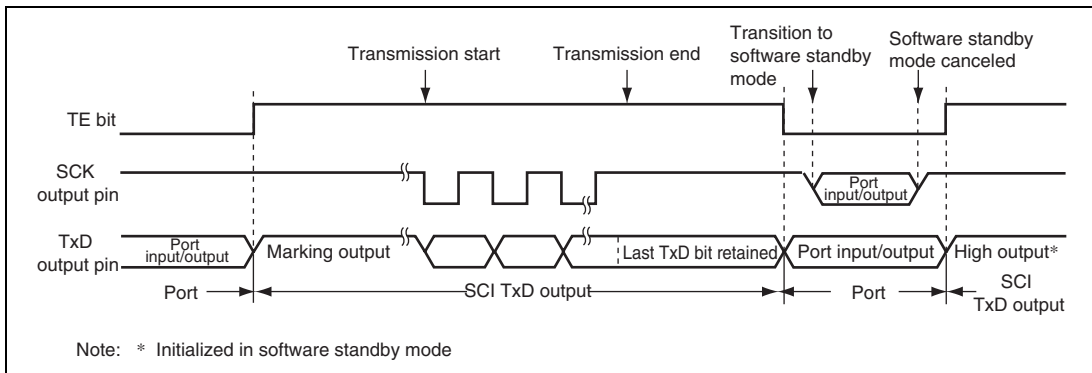 Transmission start
Transmission end
Transition to
software standby
mode
Software standby
mode canceled
TE bit
SCK
output pin
Port
input/output
TxD
output pin
Port
input/output
Marking output
Last TxD bit retained
Port input/output
High output*
Port
SCI TxD output
Port
SCI
TxD output
Note: * Initialized in software standby mode